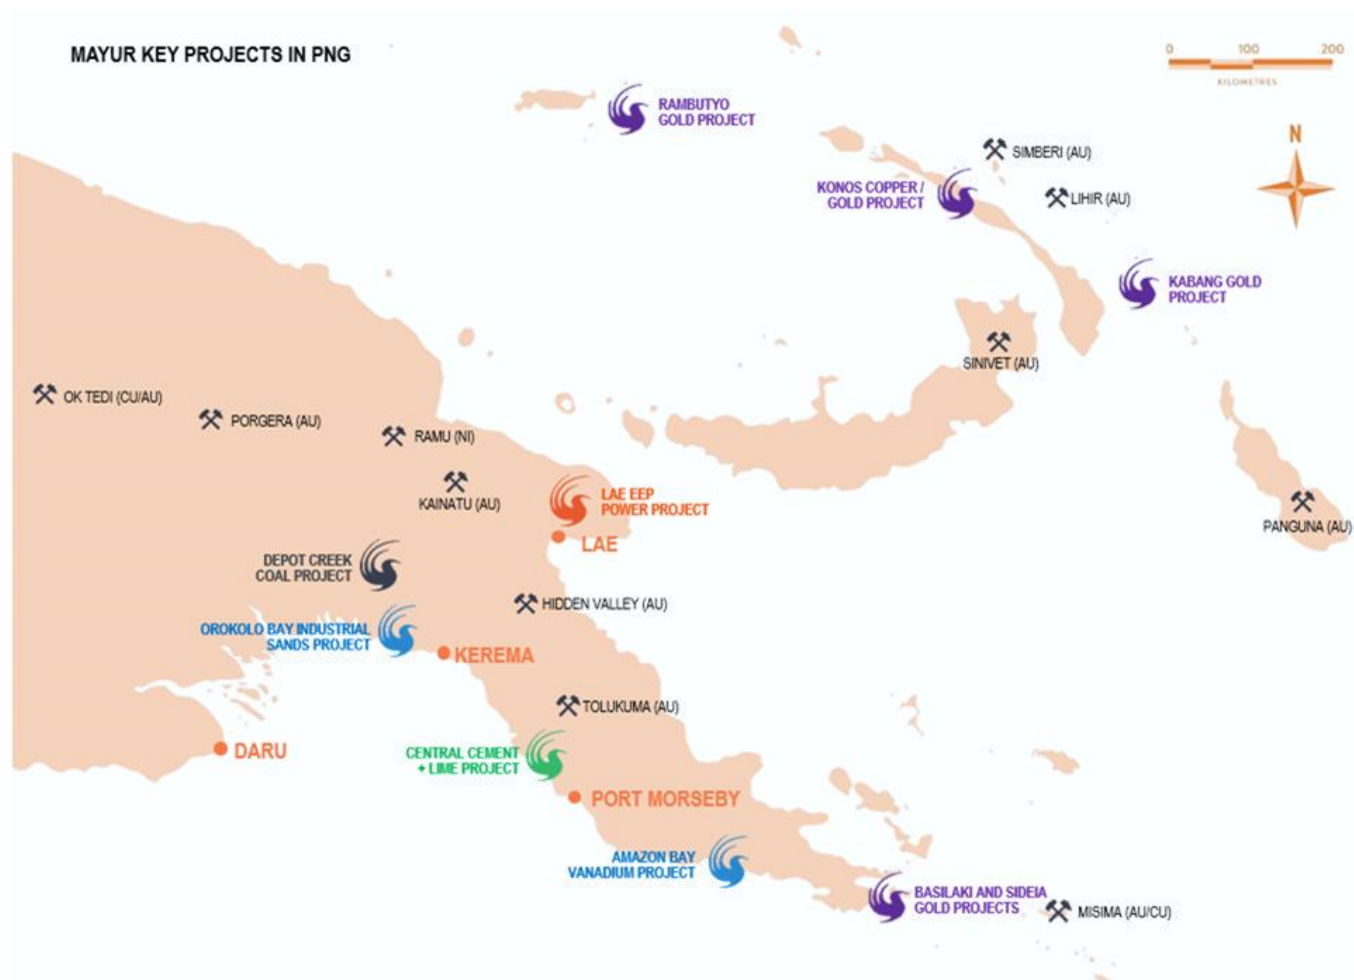 MAYUR KEY PROJECTS IN PNG
0 100 200
KILOMETRES
N
RAMBUTYO
GOLD PROJECT
SIMBERI (AU)
KONOS COPPER /
GOLD PROJECT
LIHIR (AU)
KABANG GOLD
PROJECT
SINIVET (AU)
OK TEDI (CU/AU)
PORGERA (AU)
RAMU (NI)
KAINATU (AU)
LAE EEP
POWER PROJECT
LAE
PANGUNA (AU)
DEPOT CREEK
COAL PROJECT
HIDDEN VALLEY (AU)
OROKOLO BAY INDUSTRIAL
SANDS PROJECT
KEREMA
TOLUKUMA (AU)
DARU
CENTRAL CEMENT
+ LIME PROJECT
PORT MORSEBY
AMAZON BAY
VANADIUM PROJECT
BASILAKI AND SIDEIA
GOLD PROJECTS
MISIMA (AU/CU)